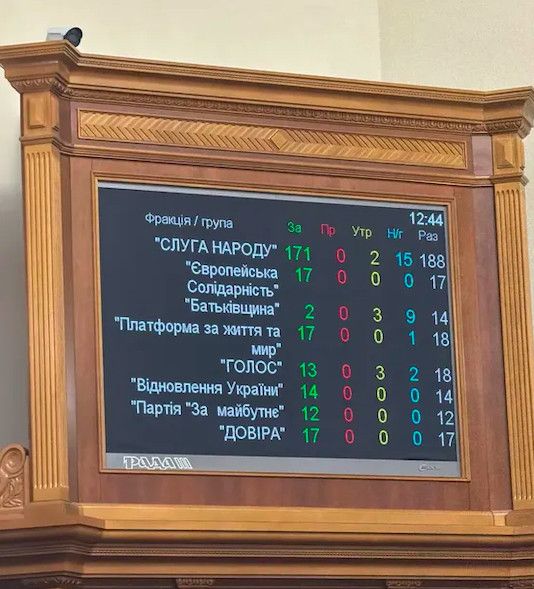 12:44
Фракція / група За Пр Утр Н/г Раз
"СЛУГА НАРОДУ" 171 0 2 15 188
"Європейська 17 0 0 0 17
Солідарність"
"Батьківщина" 2 0 3 9 14
"Платформа за життя та 17 0 0 1 18
мир"
"ГОЛОС" 13 0 3 2 18
"Відновлення України" 14 0 0 0 14
"Партія "За майбутнє" 12 0 0 0 12
"ДОВІРА" 17 0 0 0 17
РАДА III